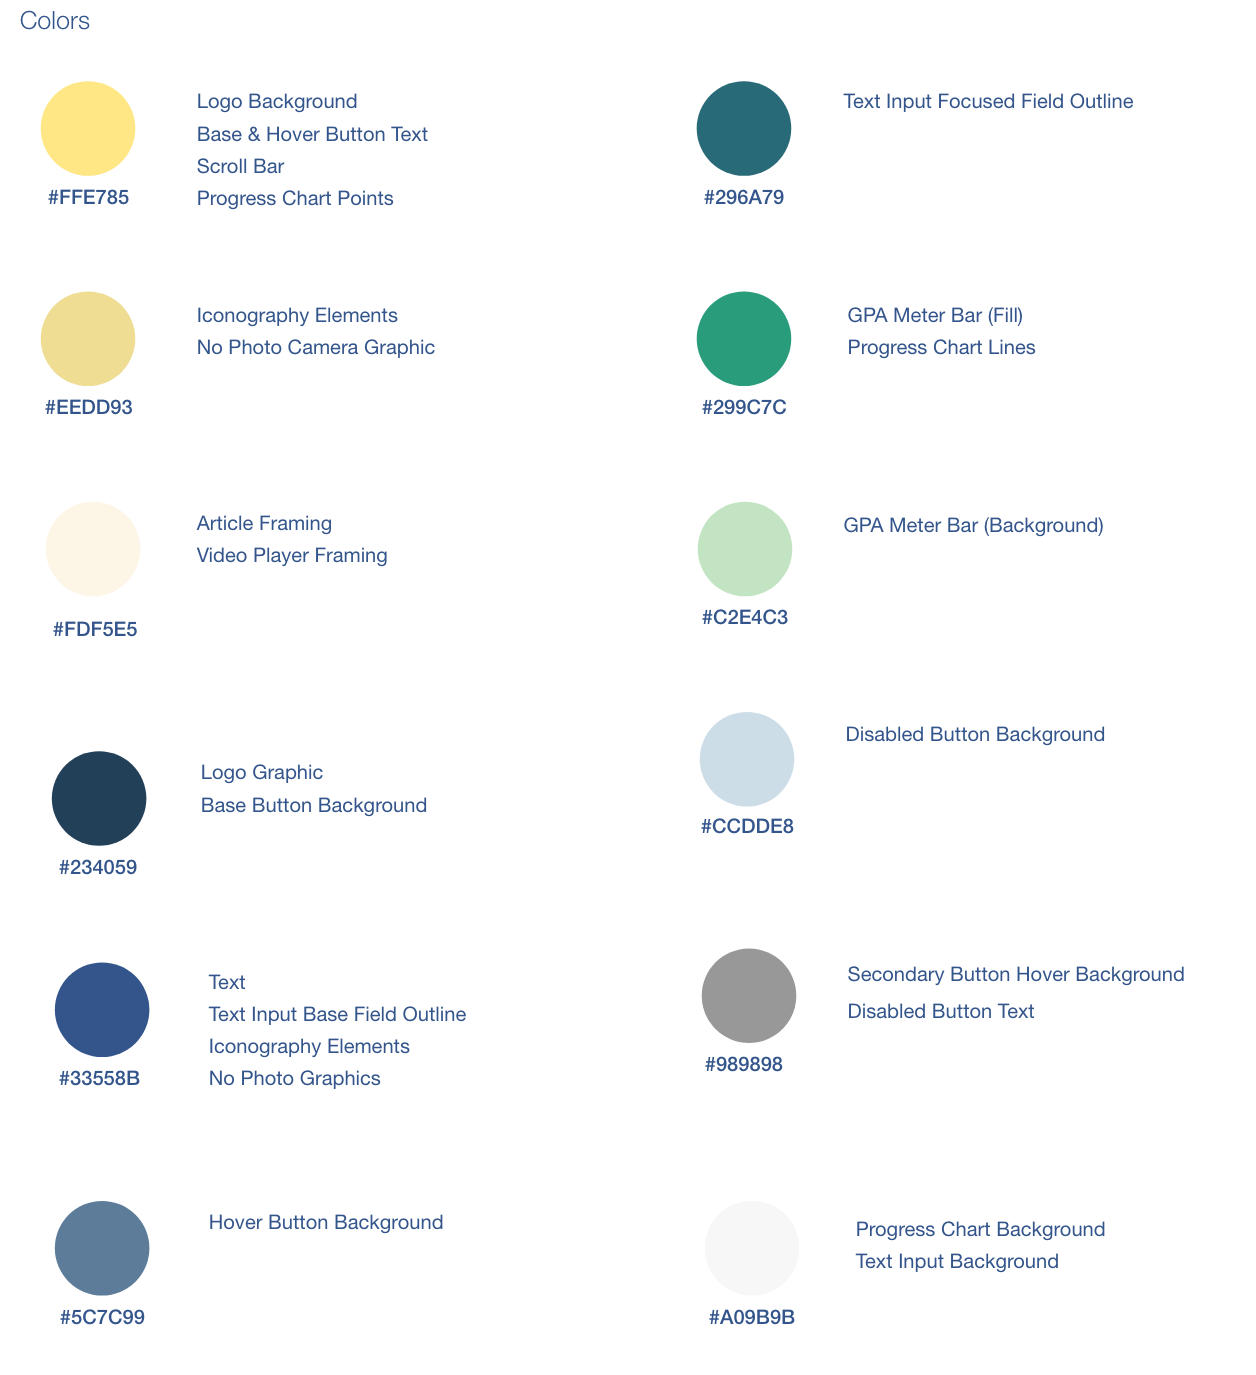 Colors
#FFE785
Logo Background
Base & Hover Button Text
Scroll Bar
Progress Chart Points
#EEDD93
Iconography Elements
No Photo Camera Graphic
#FDF5E5
Article Framing
Video Player Framing
#234059
Logo Graphic
Base Button Background
#33558B
Text
Text Input Base Field Outline
Iconography Elements
No Photo Graphics
#5C7C99
Hover Button Background
#296A79
Text Input Focused Field Outline
#299C7C
GPA Meter Bar (Fill)
Progress Chart Lines
#C2E4C3
GPA Meter Bar (Background)
#CCDDE8
Disabled Button Background
#989898
Secondary Button Hover Background
Disabled Button Text
#A09B9B
Progress Chart Background
Text Input Background